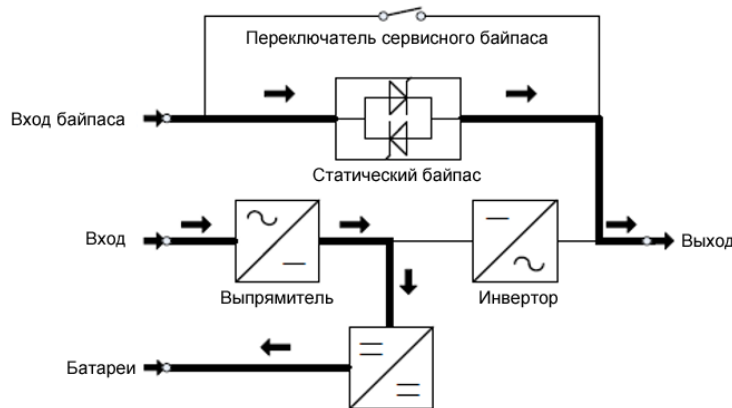 Переключатель сервисного байпаса
Вход байпаса
Статический байпас
Вход
Выход
Выпрямитель
Инвертор
Батареи